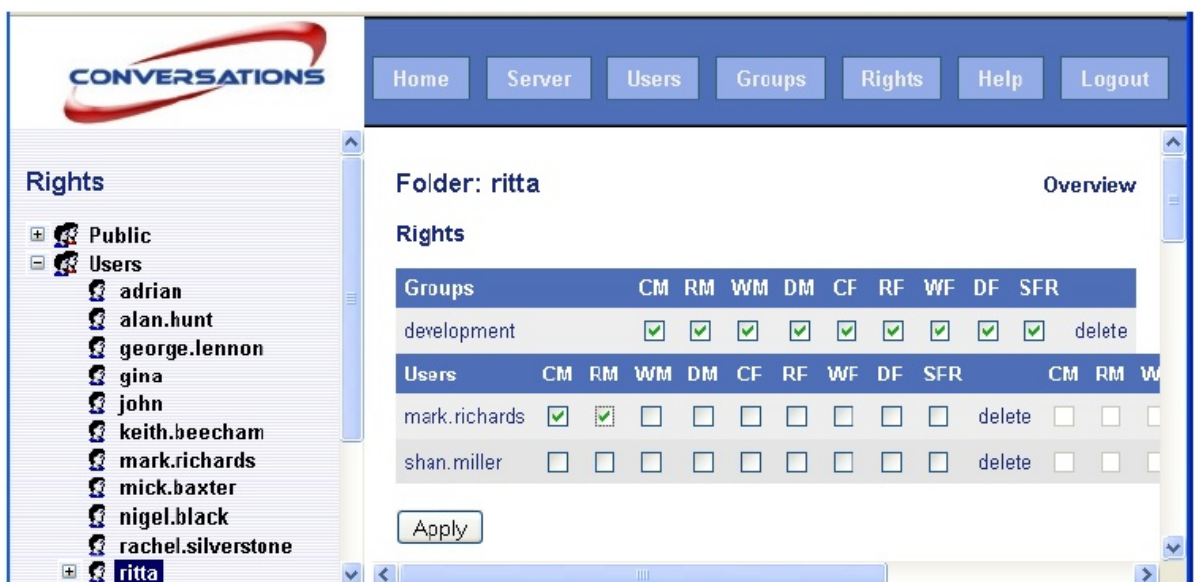 CONVERSATIONS
Home Server Users Groups Rights Help Logout
Rights
Public
Users
adrian
alan.hunt
george.lennon
gina
john
keith.beecham
mark.richards
mick.baxter
nigel.black
rachel.silverstone
ritta
Folder: ritta
Overview
Rights
Groups CM RM WM DM CF RF WF DF SFR
development delete
Users CM RM WM DM CF RF WF DF SFR CM RM
mark.richards delete
shan.miller delete
Apply